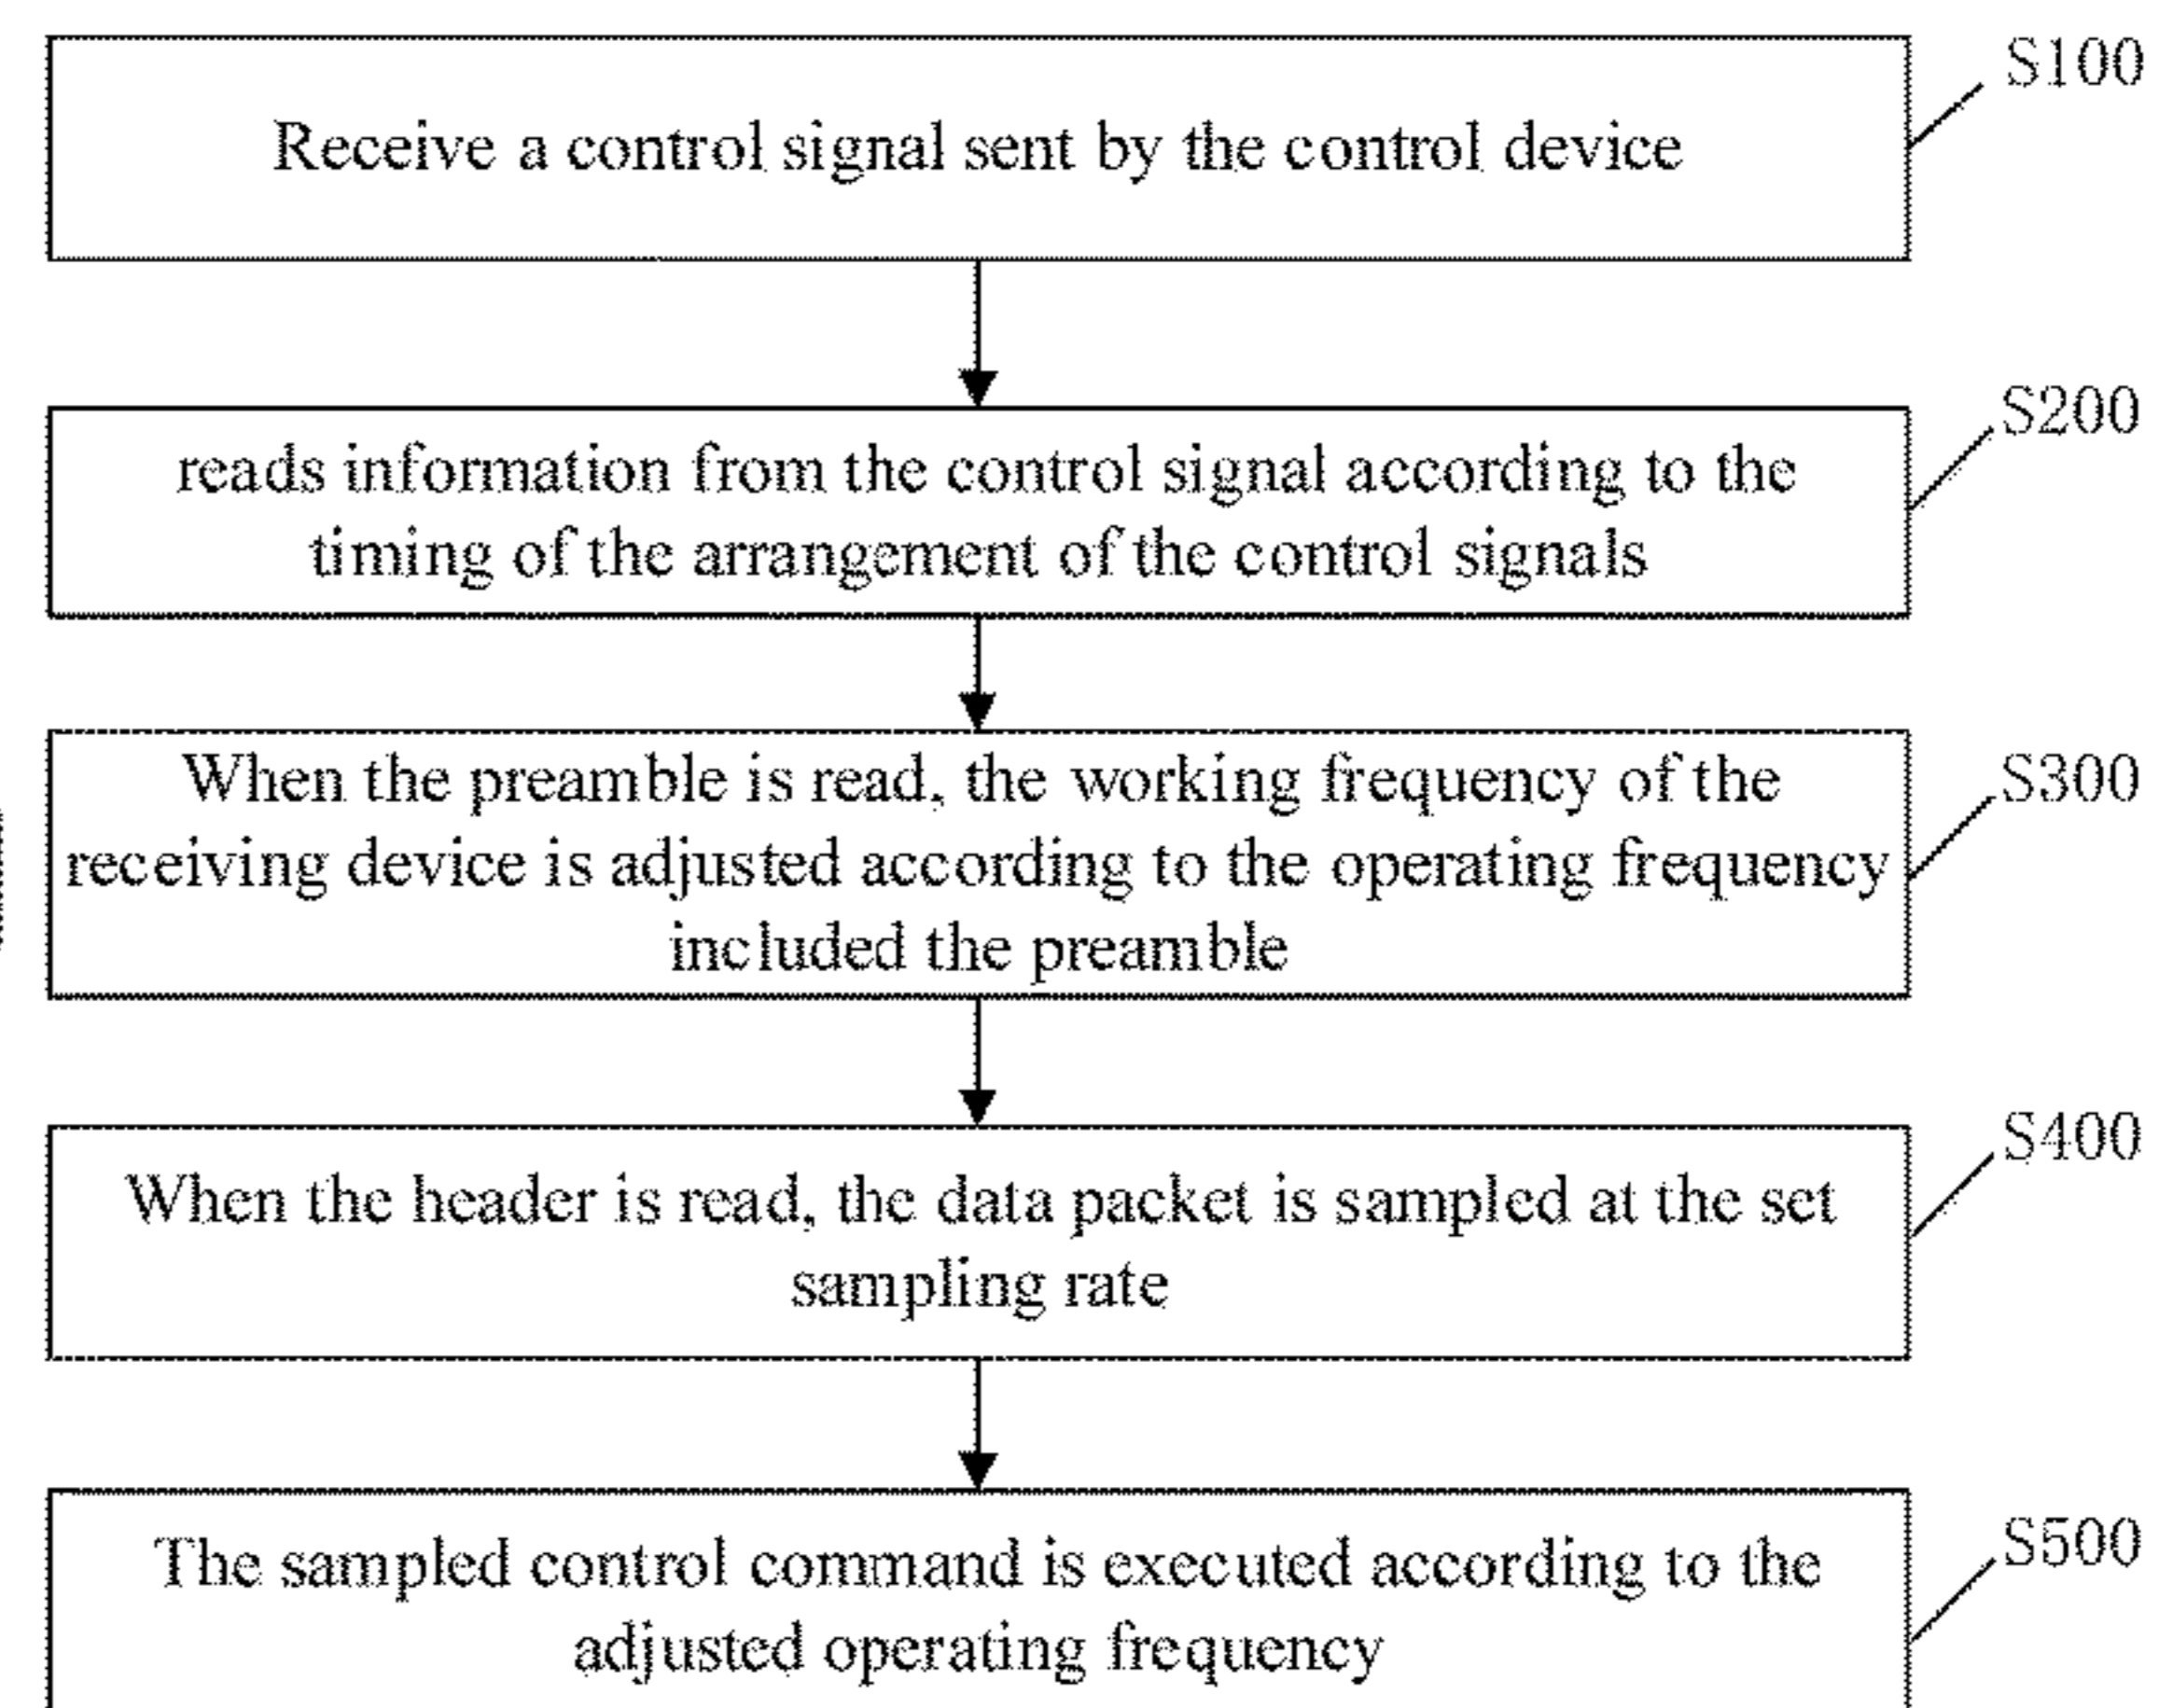 S100
Receive a control signal sent by the control device
S200
reads information from the control signal according to the
timing of the arrangement of the control signals
S300
When the preamble is read, the working frequency of the
receiving device is adjusted according to the operating frequency
included the preamble
S400
When the header is read, the data packet is sampled at the set
sampling rate
S500
The sampled control command is executed according to the
adjusted operating frequency